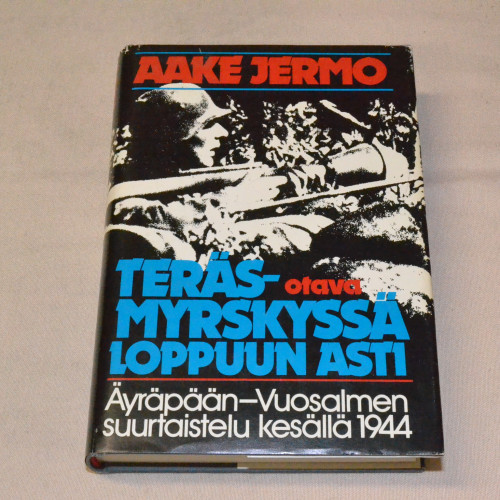 AAKE JERMO
TERÄS-
otava
MYRSKYSSÄ
LOPPUUN ASTI
Äyräpään–Vuosalmen
suurtaistelu kesällä 1944